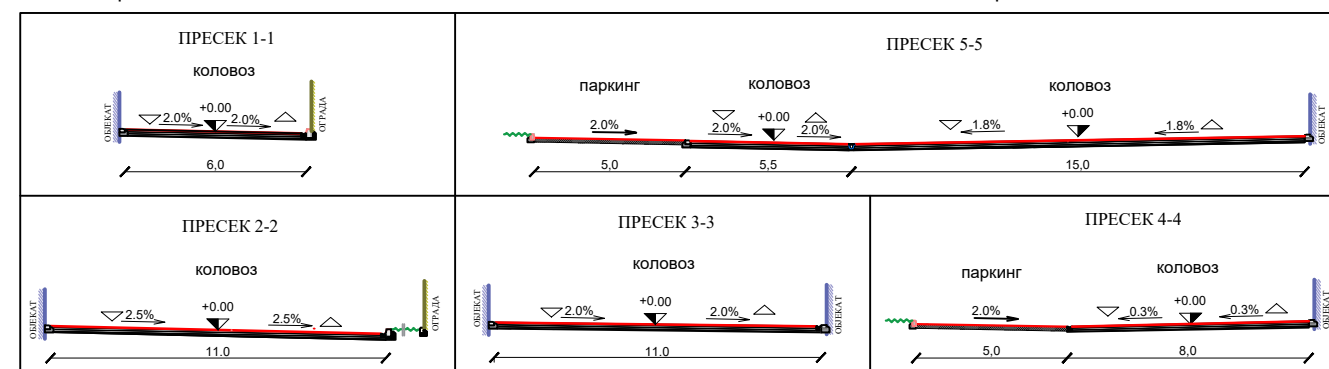 ПРЕСЕК 1-1
коловоз
ОБЈЕКАТ
2.0%
+0.00
2.0%
ОГРАДА
6,0
ПРЕСЕК 5-5
паркинг
коловоз
коловоз
2.0%
2.0%
+0.00
2.0%
1.8%
+0.00
1.8%
ОБЈЕКАТ
5,0
5,5
15,0
ПРЕСЕК 2-2
коловоз
ОБЈЕКАТ
2.5%
+0.00
2.5%
ОГРАДА
11.0
ПРЕСЕК 3-3
коловоз
ОБЈЕКАТ
2.0%
+0.00
2.0%
ОБЈЕКАТ
11.0
ПРЕСЕК 4-4
паркинг
коловоз
2.0%
0.3%
+0.00
0.3%
ОБЈЕКАТ
5,0
8,0